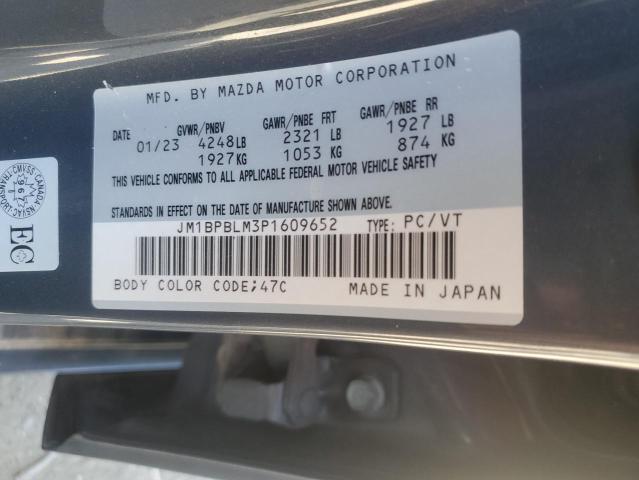 MFD. BY MAZDA MOTOR CORPORATION
DATE GVWR/PNBV GAWR/PNBE FRT GAWR/PNBE RR
01/23 4248LB 2321 LB 1927 LB
1927KG 1053 KG 874 KG
THIS VEHICLE CONFORMS TO ALL APPLICABLE FEDERAL MOTOR VEHICLE SAFETY
STANDARDS IN EFFECT ON THE DATE OF MANUFACTURE SHOWN ABOVE.
JM1BPBLM3P1609652 TYPE: PC/VT
BODY COLOR CODE;47C MADE IN JAPAN
EC